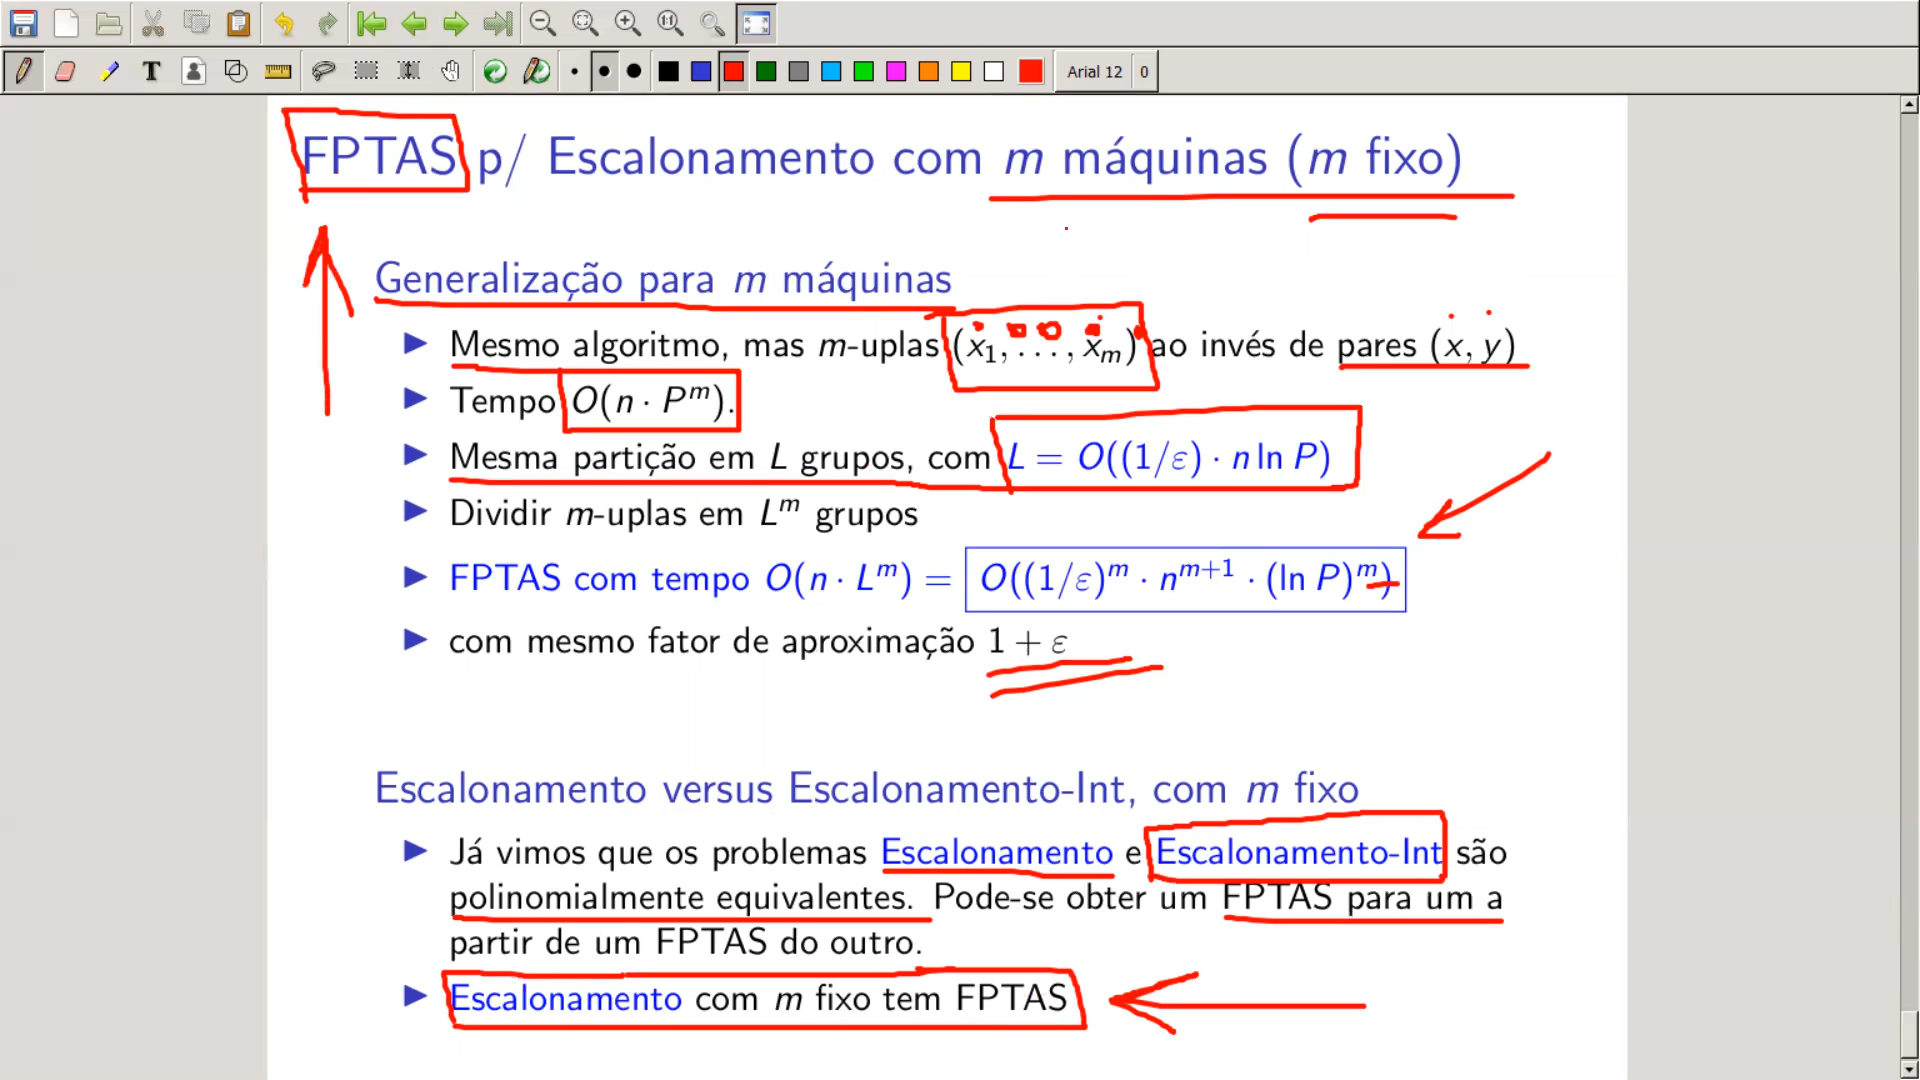 Arial 12 0
FPTAS p/ Escalonamento com m máquinas (m fixo)
Generalização para m máquinas
Mesmo algoritmo, mas m-uplas (x₁, . . . , xₘ) ao invés de pares (x, y)
Tempo O(n · Pᵐ).
Mesma partição em L grupos, com L = O((1/ε) · n ln P)
Dividir m-uplas em Lᵐ grupos
FPTAS com tempo O(n · Lᵐ) = O((1/ε)ᵐ · nᵐ⁺¹ · (ln P)ᵐ)
com mesmo fator de aproximação 1 + ε
Escalonamento versus Escalonamento-Int, com m fixo
Já vimos que os problemas Escalonamento e Escalonamento-Int são
polinomialmente equivalentes. Pode-se obter um FPTAS para um a
partir de um FPTAS do outro.
Escalonamento com m fixo tem FPTAS